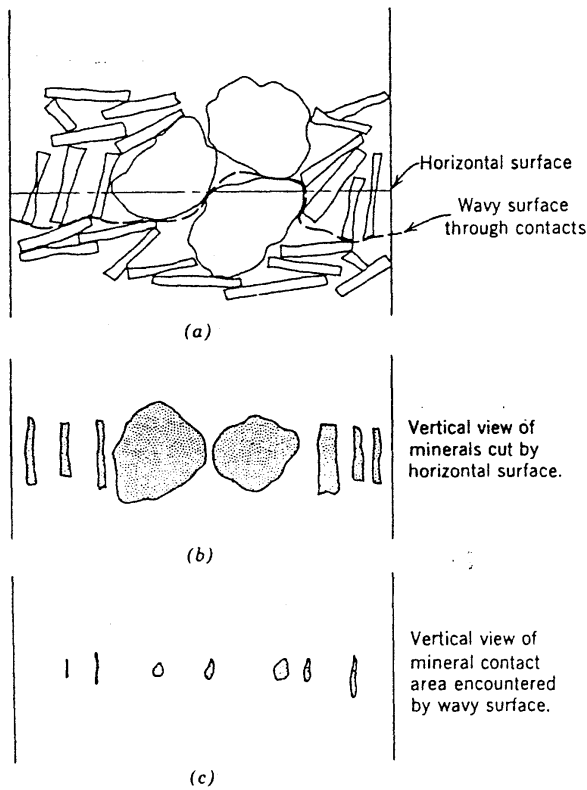 Horizontal surface
Wavy surface
through contacts
(a)
Vertical view of
minerals cut by
horizontal surface.
(b)
Vertical view of
mineral contact
area encountered
by wavy surface.
(c)